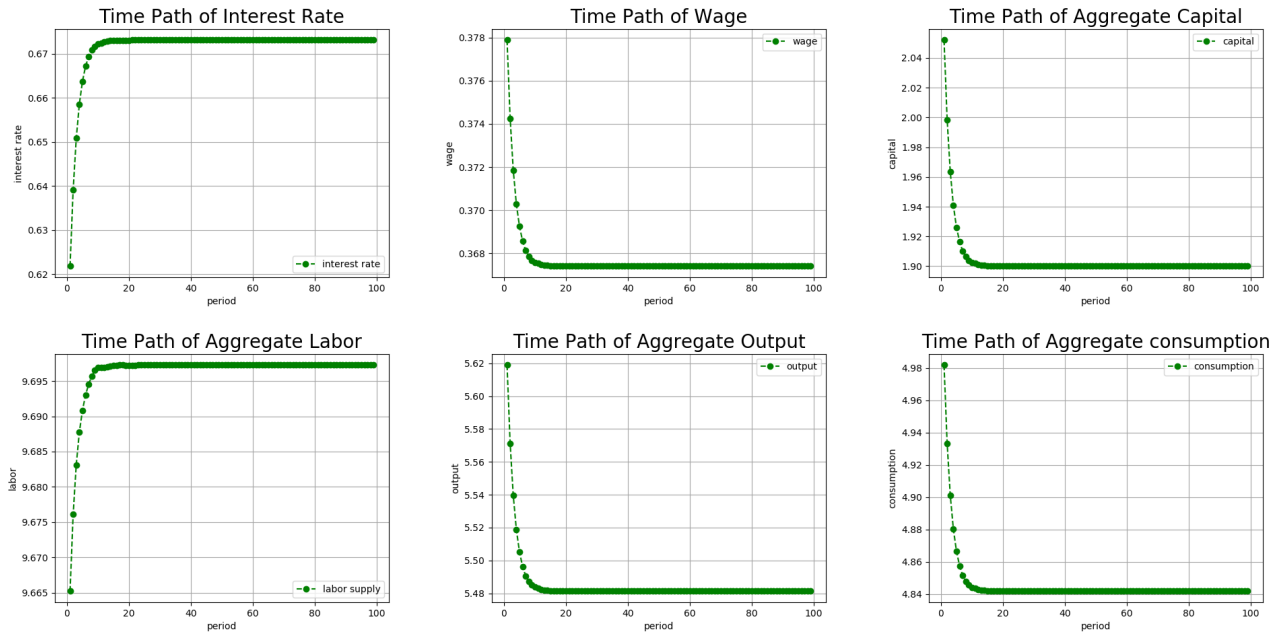 Time Path of Interest Rate
0.67
0.66
0.65
0.64
0.63
0.62
interest rate
interest rate
0 20 40 60 80 100
period
Time Path of Wage
0.378
0.376
0.374
0.372
0.370
0.368
wage
wage
0 20 40 60 80 100
period
Time Path of Aggregate Capital
2.04
2.02
2.00
1.98
1.96
1.94
1.92
1.90
capital
capital
0 20 40 60 80 100
period
Time Path of Aggregate Labor
9.695
9.690
9.685
9.680
9.675
9.670
9.665
labor
labor supply
0 20 40 60 80 100
period
Time Path of Aggregate Output
5.62
5.60
5.58
5.56
5.54
5.52
5.50
5.48
output
output
0 20 40 60 80 100
period
Time Path of Aggregate consumption
4.98
4.96
4.94
4.92
4.90
4.88
4.86
4.84
consumption
consumption
0 20 40 60 80 100
period